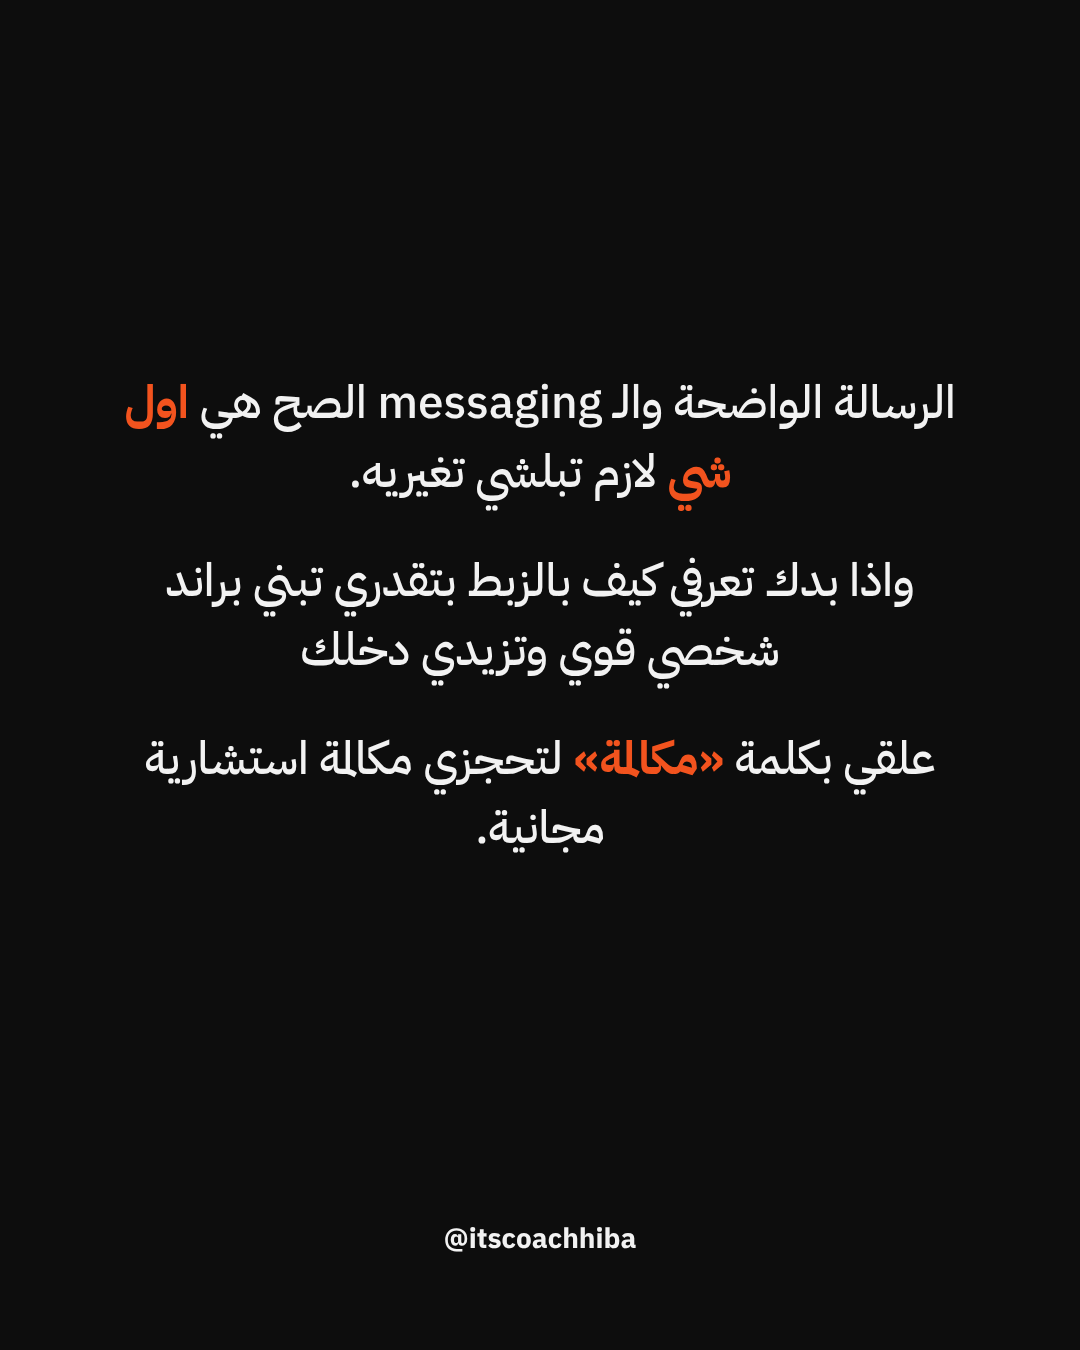 الرسالة الواضحة والـ messaging الصح هي اول
شي لازم تبلشي تغيريه.
واذا بدك تعرفي كيف بالزبط بتقدري تبني براند
شخصي قوي وتزيدي دخلك
علقي بكلمة «مكالمة» لتحجزي مكالمة استشارية
مجانية.
@itscoachhiba